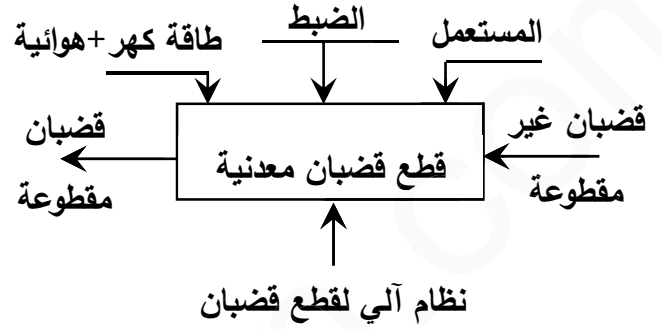 الضبط
المستعمل
طاقة كهر+هوائية
قضبان غير
مقطوعة
قطع قضبان معدنية
قضبان
مقطوعة
نظام آلي لقطع قضبان